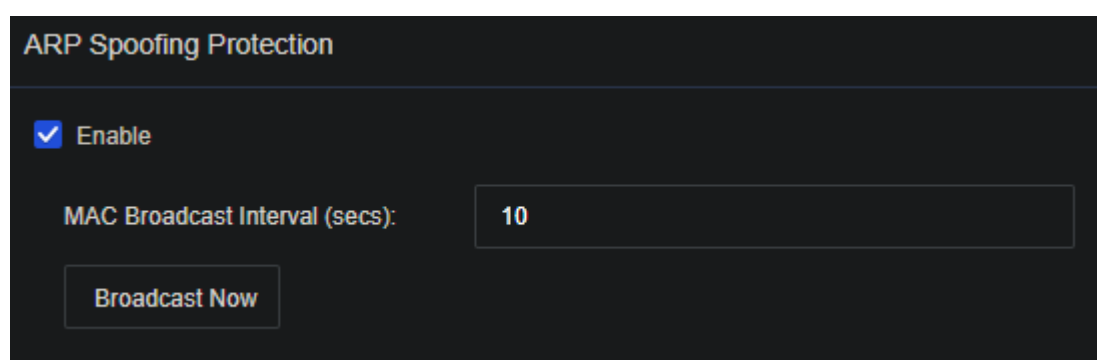 ARP Spoofing Protection
Enable
MAC Broadcast Interval (secs): 10
Broadcast Now